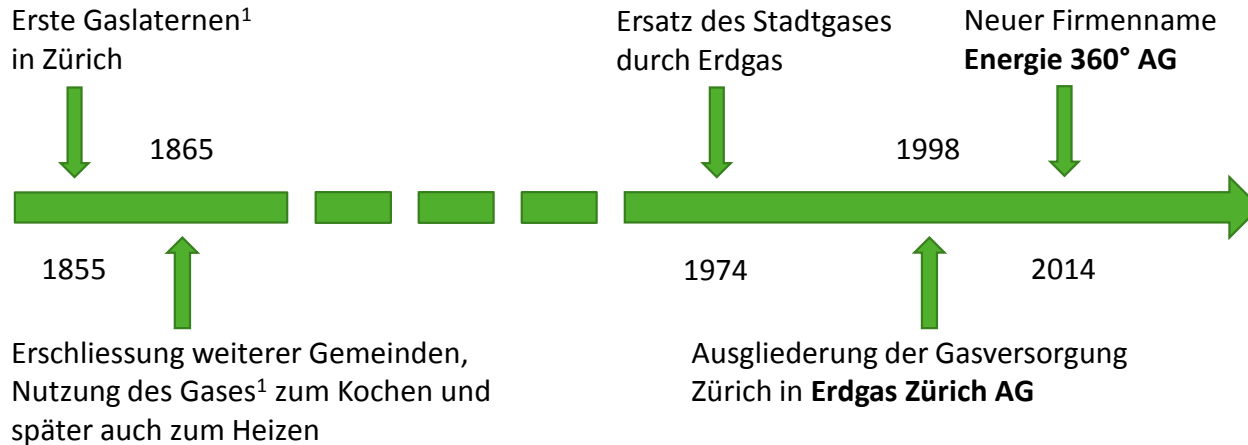 Erste Gaslaternen¹
in Zürich
Ersatz des Stadtgases
durch Erdgas
Neuer Firmenname
Energie 360° AG
1865
1998
1855
1974
2014
Erschliessung weiterer Gemeinden,
Nutzung des Gases¹ zum Kochen und
später auch zum Heizen
Ausgliederung der Gasversorgung
Zürich in Erdgas Zürich AG